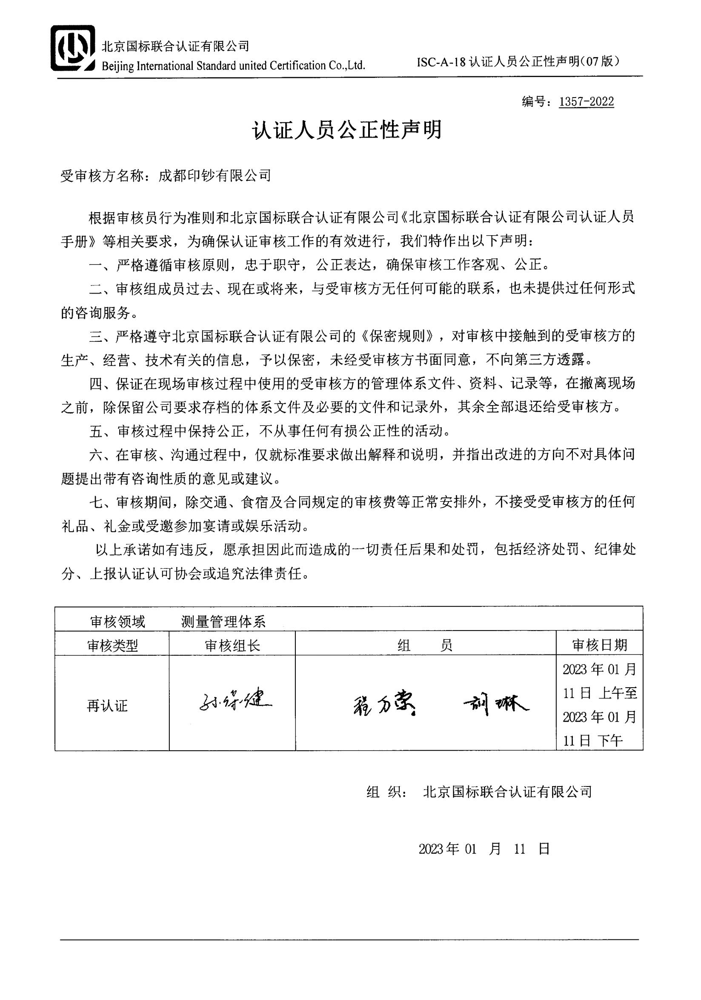 北京国标联合认证有限公司
Beijing International Standard united Certification Co.,Ltd.
ISC-A-18认证人员公正性声明(07版)
编号：1357-2022
认证人员公正性声明
受审核方名称：成都印钞有限公司
根据审核员行为准则和北京国标联合认证有限公司《北京国标联合认证有限公司认证人员
手册》等相关要求，为确保认证审核工作的有效进行，我们特作出以下声明：
一、严格遵循审核原则，忠于职守，公正表达，确保审核工作客观、公正。
二、审核组成员过去、现在或将来，与受审核方无任何可能的联系，也未提供过任何形式
的咨询服务。
三、严格遵守北京国标联合认证有限公司的《保密规则》，对审核中接触到的受审核方的
生产、经营、技术有关的信息，予以保密，未经受审核方书面同意，不向第三方透露。
四、保证在现场审核过程中使用的受审核方的管理体系文件、资料、记录等，在撤离现场
之前，除保留公司要求存档的体系文件及必要的文件和记录外，其余全部退还给受审核方。
五、审核过程中保持公正，不从事任何有损公正性的活动。
六、在审核、沟通过程中，仅就标准要求做出解释和说明，并指出改进的方向不对具体问
题提出带有咨询性质的意见或建议。
七、审核期间，除交通、食宿及合同规定的审核费等正常安排外，不接受受审核方的任何
礼品、礼金或受邀参加宴请或娱乐活动。
以上承诺如有违反，愿承担因此而造成的一切责任后果和处罚，包括经济处罚、纪律处
分、上报认证认可协会或追究法律责任。
审核领域 测量管理体系
审核类型 审核组长 组 员 审核日期
再认证 胡琳
2023年01月
11日 上午至
2023年01月
11日 下午
组 织： 北京国标联合认证有限公司
2023年 01 月 11 日